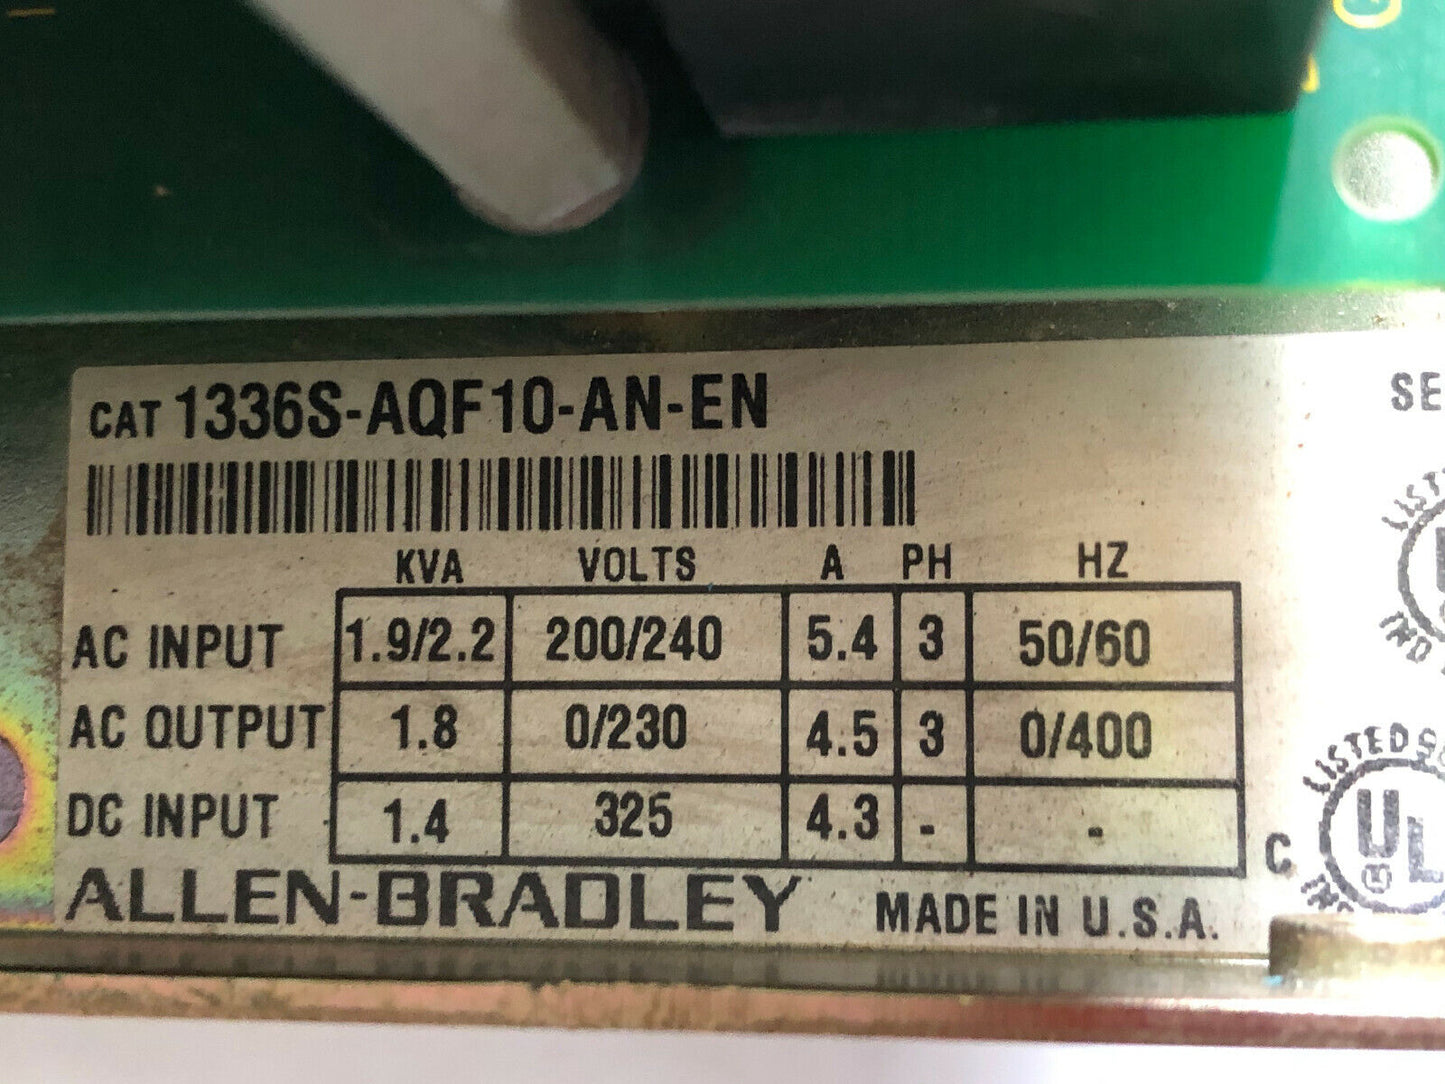 CAT 1336S-AQF10-AN-EN
SE
KVA VOLTS A PH HZ
AC INPUT 1.9/2.2 200/240 5.4 3 50/60
AC OUTPUT 1.8 0/230 4.5 3 0/400
DC INPUT 1.4 325 4.3 - -
ALLEN-BRADLEY MADE IN U.S.A.
LISTED
C UL